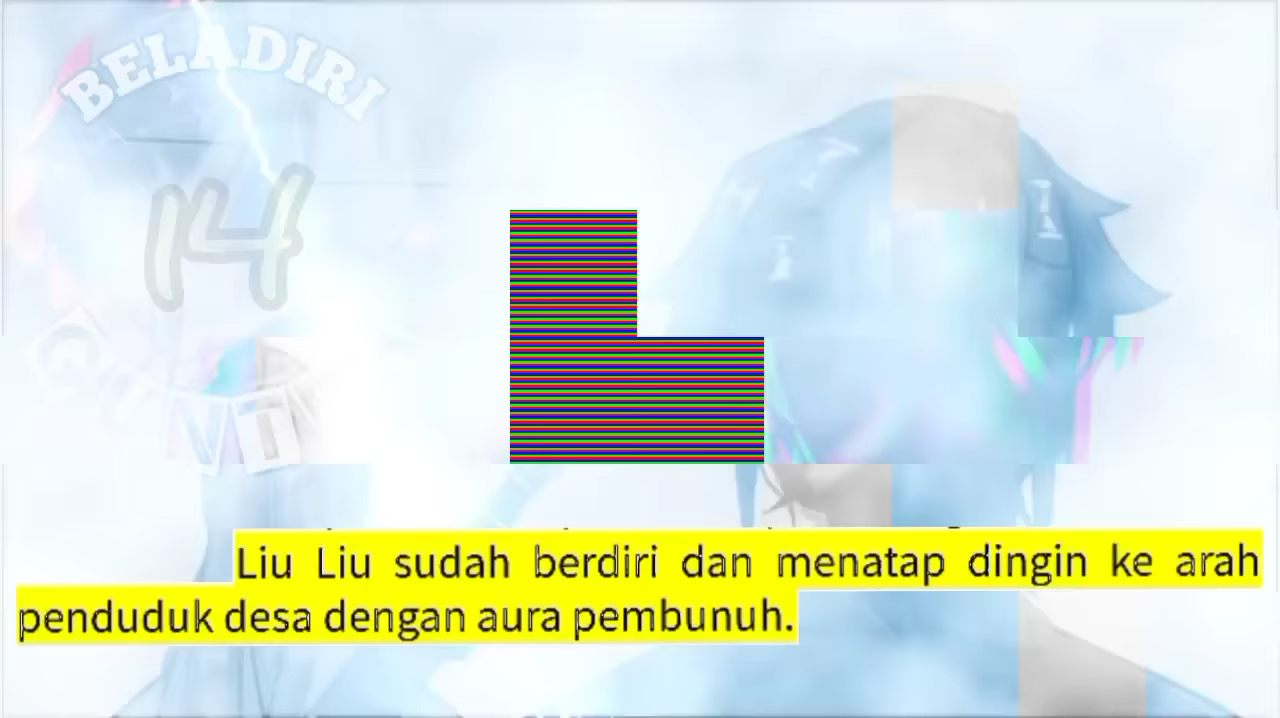 BELADIRI
14
Liu Liu sudah berdiri dan menatap dingin ke arah
penduduk desa dengan aura pembunuh.